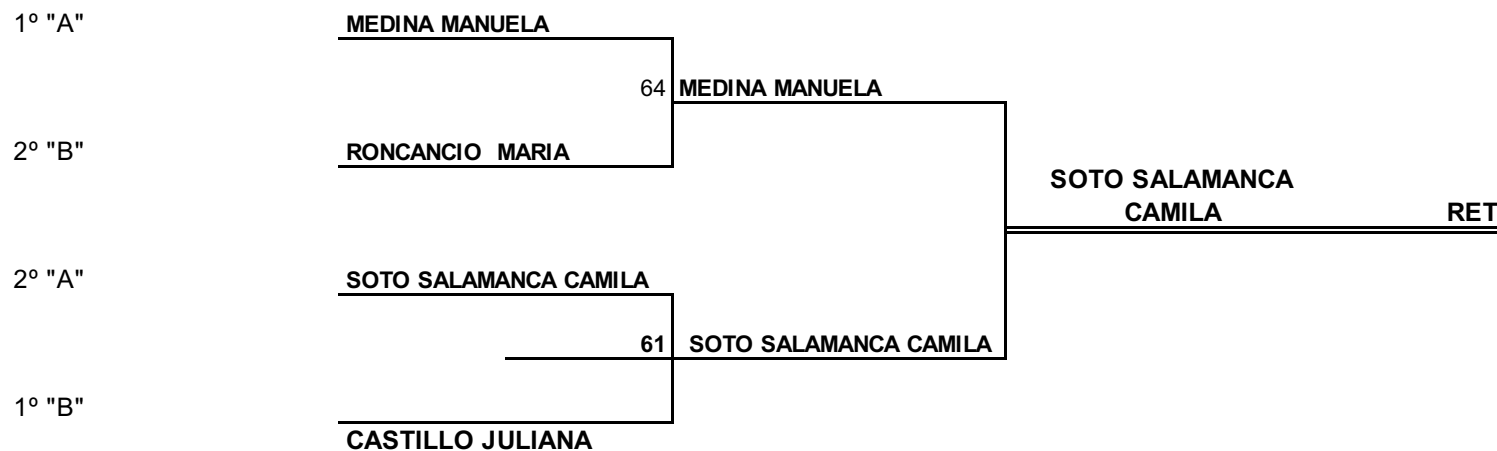 1º "A" MEDINA MANUELA
64 MEDINA MANUELA
2º "B" RONCANCIO MARIA
SOTO SALAMANCA
CAMILA RET
2º "A" SOTO SALAMANCA CAMILA
61 SOTO SALAMANCA CAMILA
1º "B"
CASTILLO JULIANA